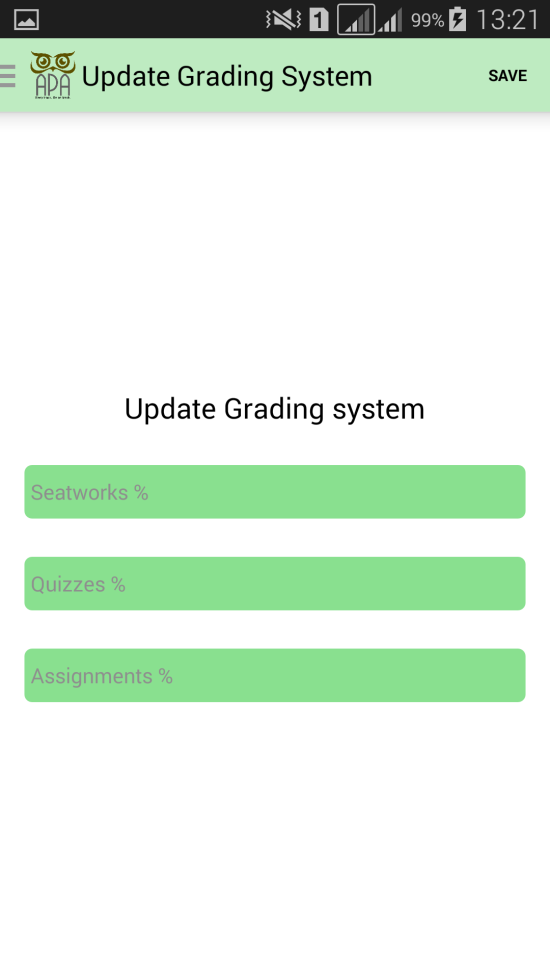 1 99% 13:21
APA Update Grading System SAVE
Update Grading system
Seatworks %
Quizzes %
Assignments %